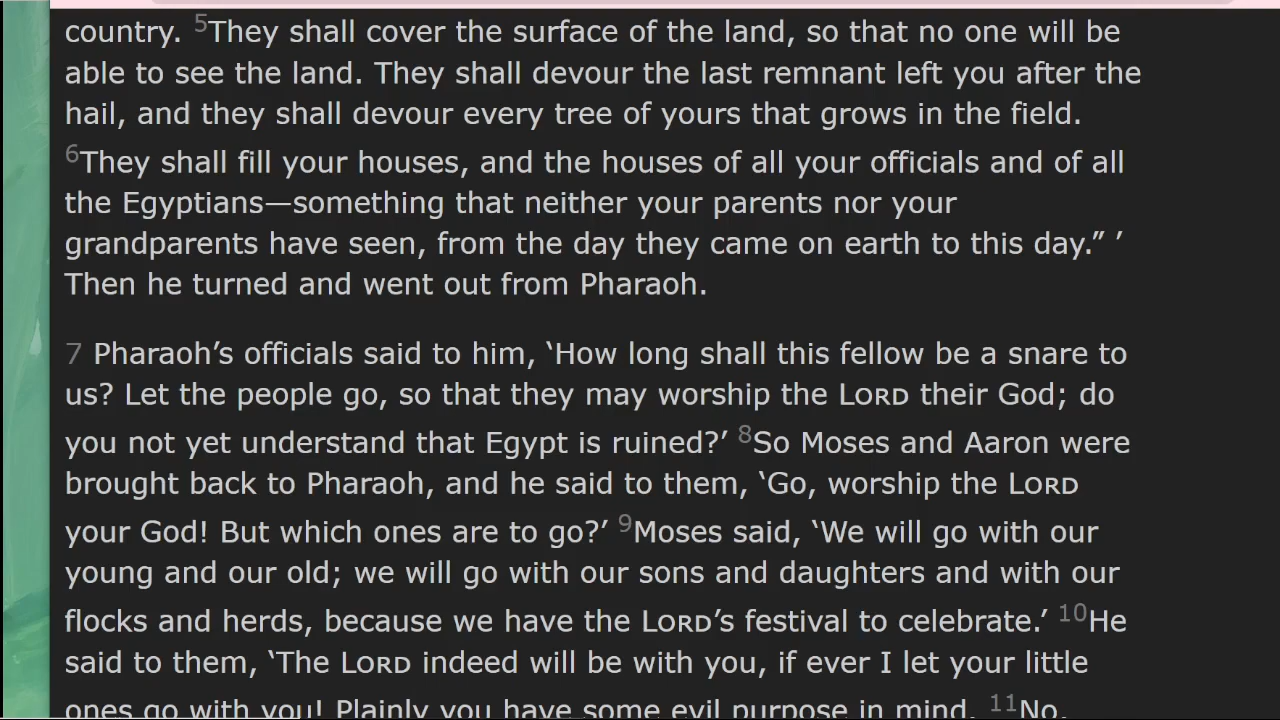 country. 5They shall cover the surface of the land, so that no one will be
able to see the land. They shall devour the last remnant left you after the
hail, and they shall devour every tree of yours that grows in the field.
6They shall fill your houses, and the houses of all your officials and of all
the Egyptians—something that neither your parents nor your
grandparents have seen, from the day they came on earth to this day.” ’
Then he turned and went out from Pharaoh.
7 Pharaoh’s officials said to him, ‘How long shall this fellow be a snare to
us? Let the people go, so that they may worship the LORD their God; do
you not yet understand that Egypt is ruined?’ 8So Moses and Aaron were
brought back to Pharaoh, and he said to them, ‘Go, worship the LORD
your God! But which ones are to go?’ 9Moses said, ‘We will go with our
young and our old; we will go with our sons and daughters and with our
flocks and herds, because we have the LORD’s festival to celebrate.’ 10He
said to them, ‘The LORD indeed will be with you, if ever I let your little
ones go with you! Plainly you have some evil purpose in mind. 11No,